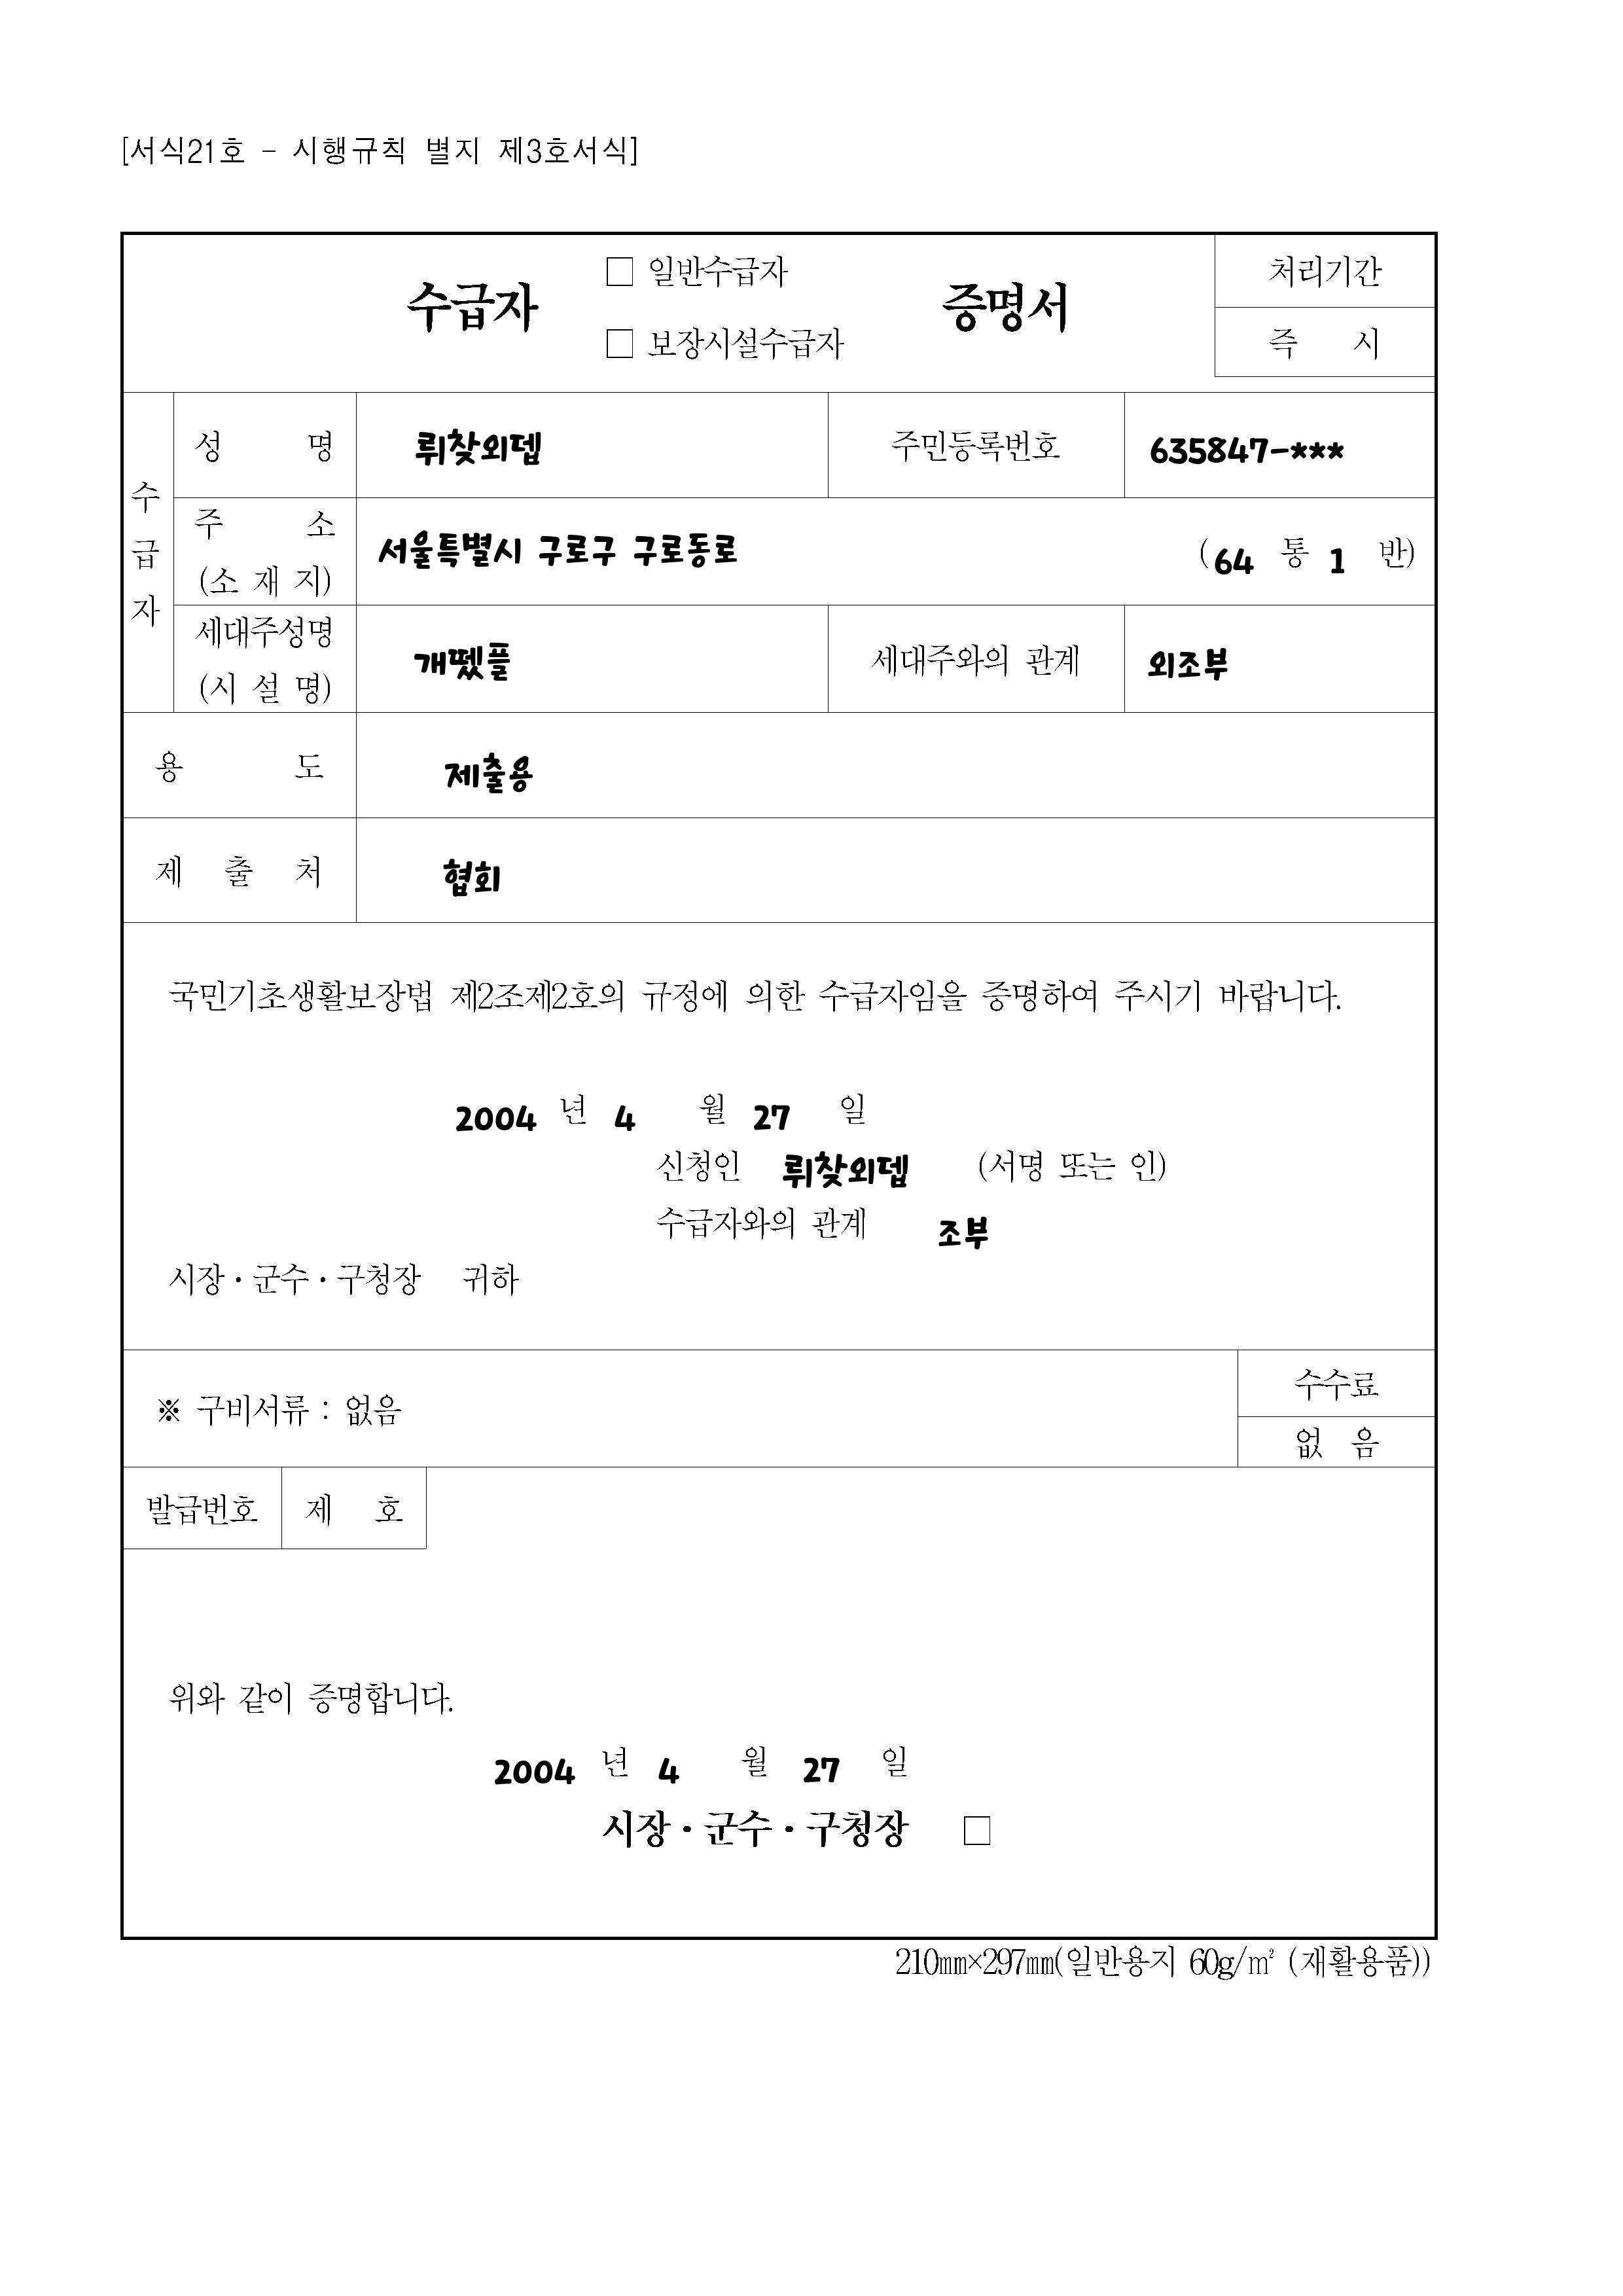 [서식21호 - 시행규칙 별지 제3호서식]
수급자 □ 일반수급자 □ 보장시설수급자 증명서
처리기간
즉 시
수급자
성 명 뤼찾외뎁 주민등록번호 635847-***
주 소 (소 재 지) 서울특별시 구로구 구로동로 (64 통 1 반)
세대주성명 (시 설 명) 개뗐플 세대주와의 관계 외조부
용 도 제출용
제 출 처 협회
국민기초생활보장법 제2조제2호의 규정에 의한 수급자임을 증명하여 주시기 바랍니다.
2004 년 4 월 27 일
신청인 뤼찾외뎁 (서명 또는 인)
수급자와의 관계 조부
시장·군수·구청장 귀하
※ 구비서류 : 없음
수수료
없 음
발급번호 제 호
위와 같이 증명합니다.
2004 년 4 월 27 일
시장·군수·구청장 □
210㎜×297㎜(일반용지 60g/㎡ (재활용품))